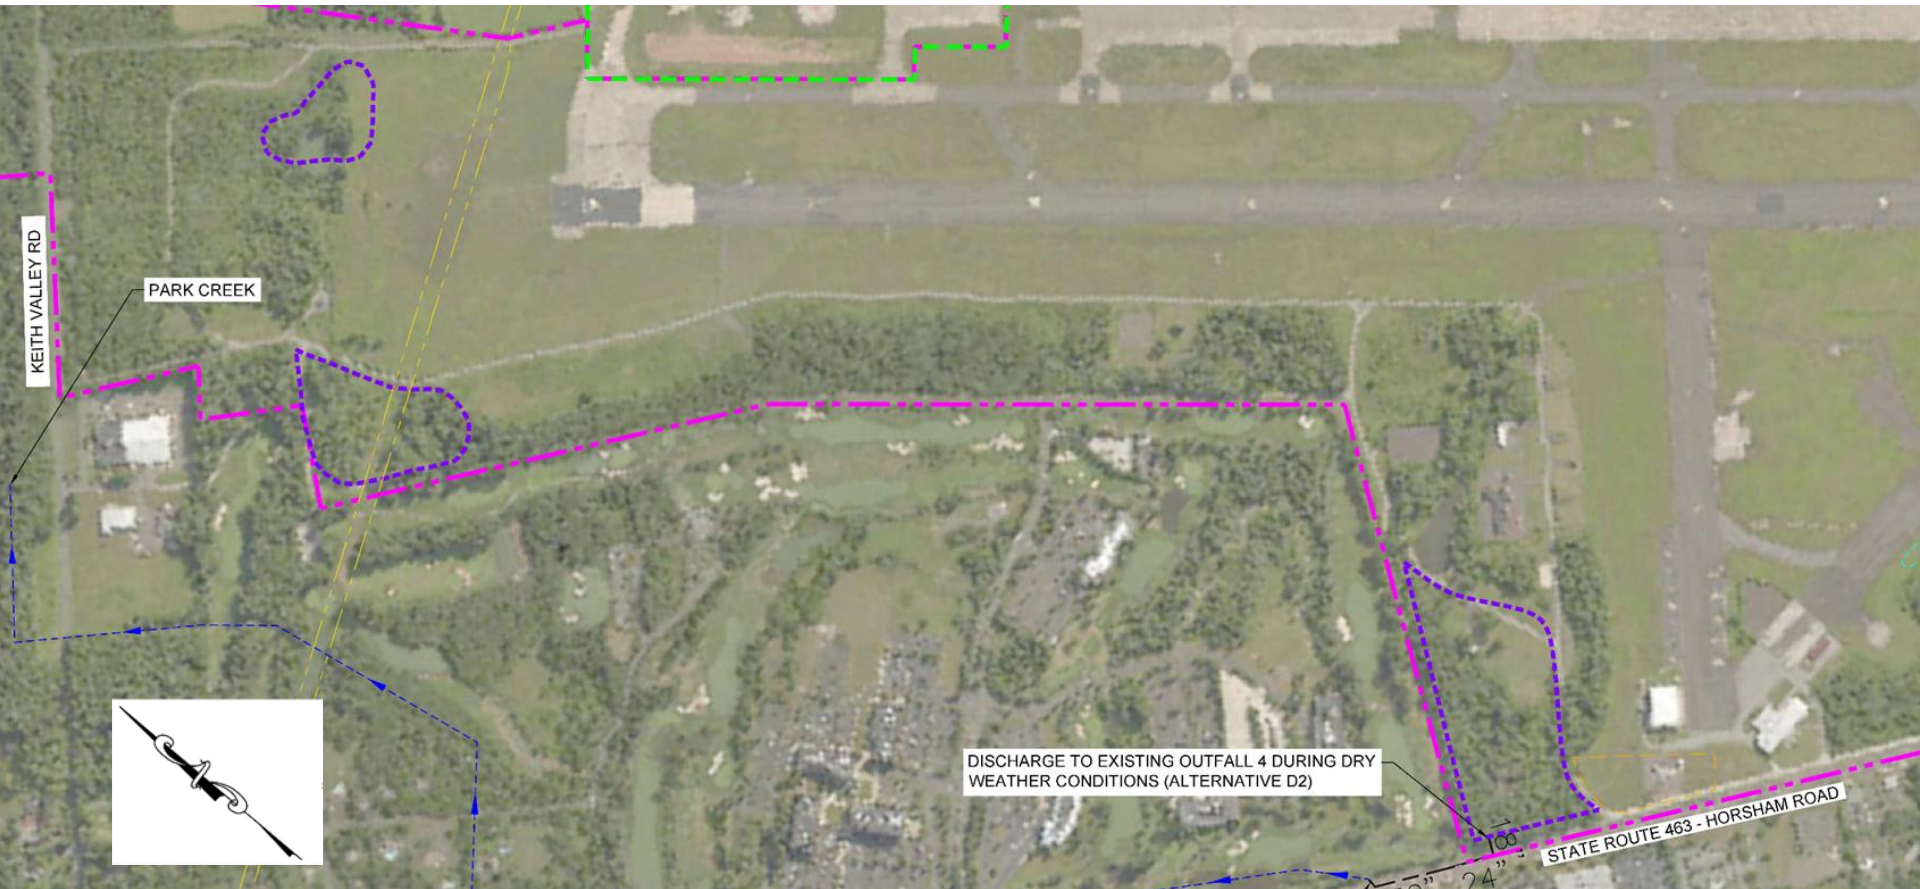 KEITH VALLEY RD
PARK CREEK
DISCHARGE TO EXISTING OUTFALL 4 DURING DRY
WEATHER CONDITIONS (ALTERNATIVE D2)
18"
24"
STATE ROUTE 463 - HORSHAM ROAD